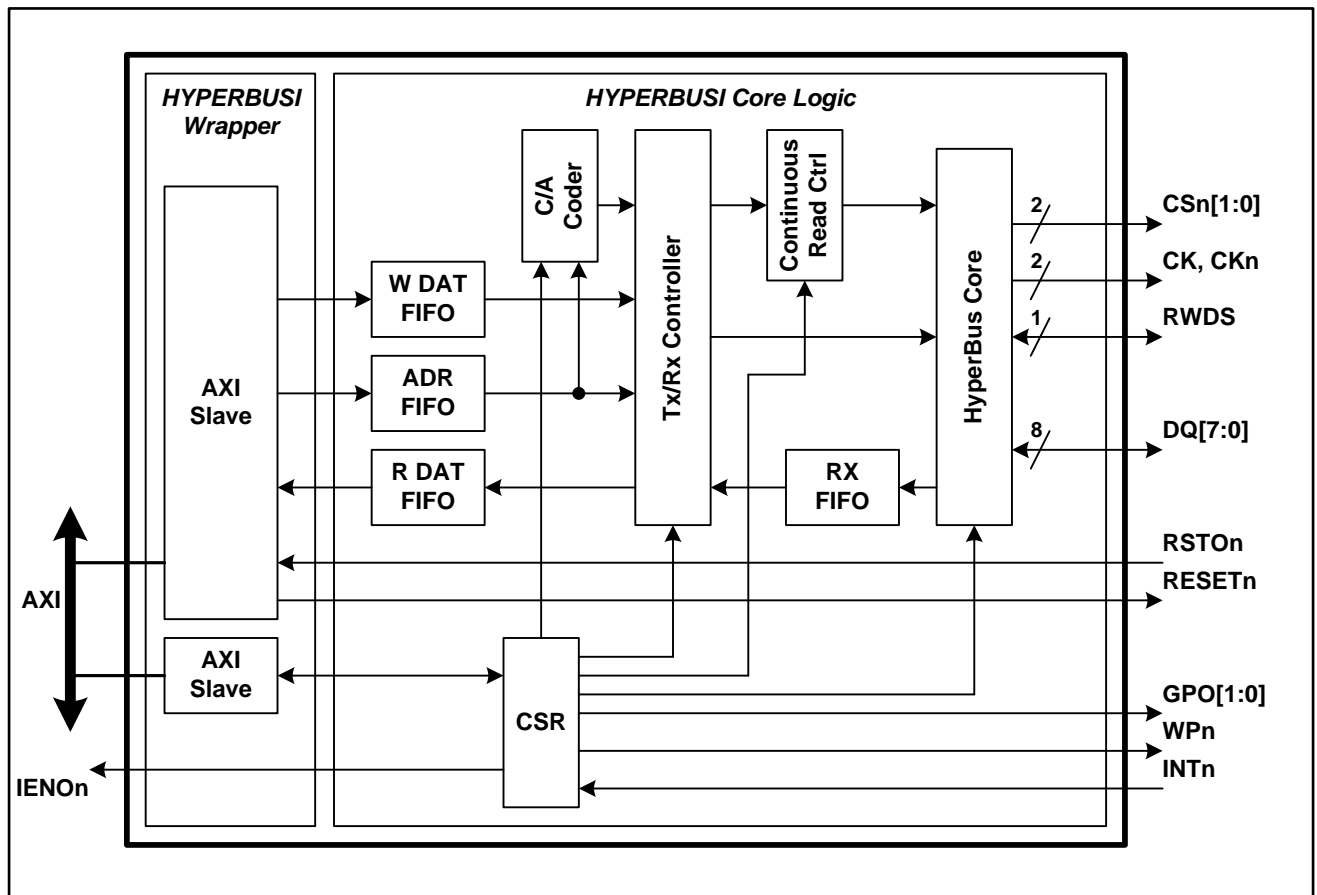 HYPERBUSI
Wrapper
HYPERBUSI Core Logic
C/A
Coder
Tx/Rx Controller
Continuous
Read Ctrl
HyperBus Core
2
CSn[1:0]
2
CK, CKn
1
RWDS
8
DQ[7:0]
W DAT
FIFO
ADR
FIFO
R DAT
FIFO
RX
FIFO
AXI
Slave
RSTOn
RESETn
AXI
AXI
Slave
CSR
GPO[1:0]
WPn
INTn
IENOn